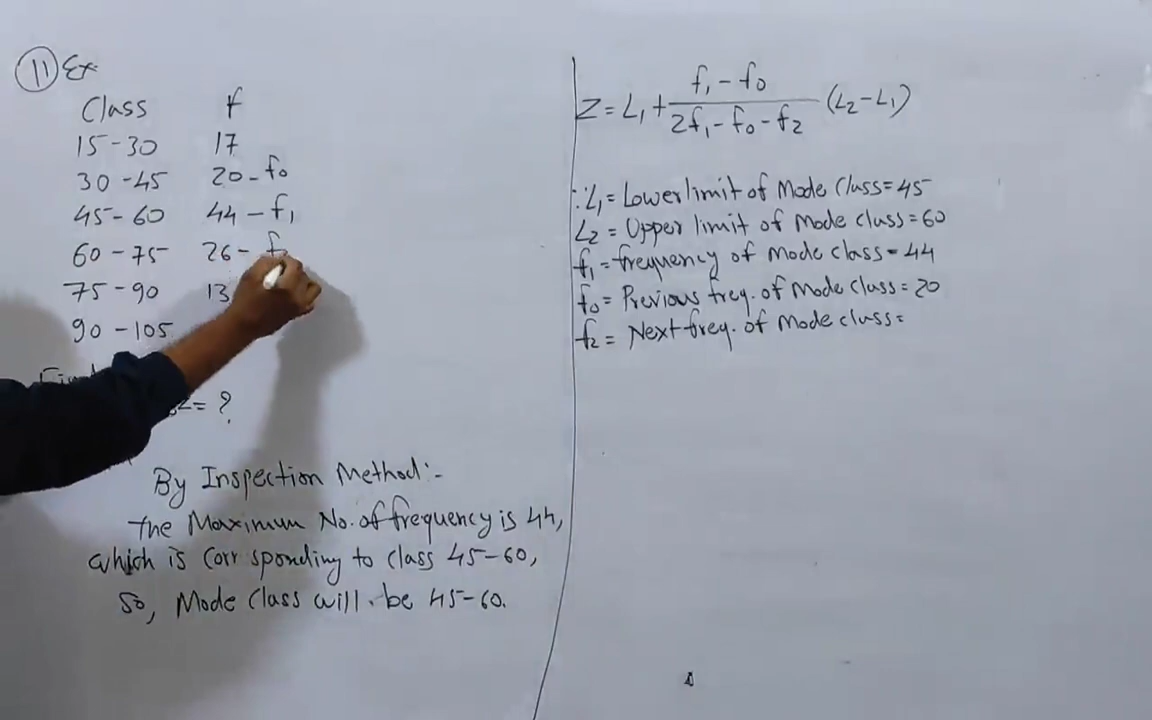 11 Ex
Class f
15-30 17
30-45 20-f₀
45-60 44-f₁
60-75 26-f
75-90 13
90-105
= ?
By Inspection Method:-
the Maximum No. of frequency is 44,
which is Corrsponding to class 45-60,
So, Mode Class will be 45-60.
Z = L₁ + (f₁-f₀)/(2f₁-f₀-f₂) (L₂-L₁)
∵ L₁ = Lower limit of Mode Class = 45
L₂ = Upper limit of Mode class = 60
f₁ = frequency of Mode class = 44
f₀ = Previous freq. of Mode class = 20
f₂ = Next freq. of Mode class =